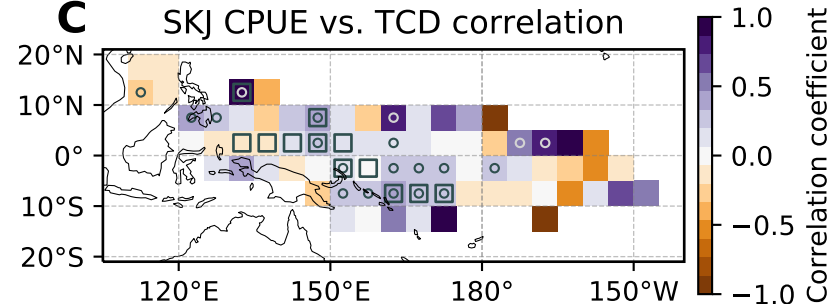 C
SKJ CPUE vs. TCD correlation
20°N
10°N
0°
10°S
20°S
120°E 150°E 180° 150°W
1.0
0.5
0.0
−0.5
−1.0
Correlation coefficient